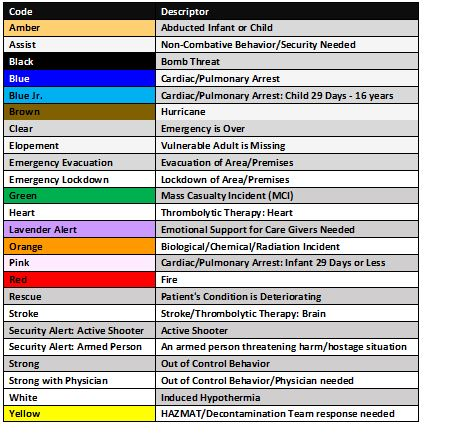 Code Descriptor
Amber Abducted Infant or Child
Assist Non-Combative Behavior/Security Needed
Black Bomb Threat
Blue Cardiac/Pulmonary Arrest
Blue Jr. Cardiac/Pulmonary Arrest: Child 29 Days - 16 years
Brown Hurricane
Clear Emergency is Over
Elopement Vulnerable Adult is Missing
Emergency Evacuation Evacuation of Area/Premises
Emergency Lockdown Lockdown of Area/Premises
Green Mass Casualty Incident (MCI)
Heart Thrombolytic Therapy: Heart
Lavender Alert Emotional Support for Care Givers Needed
Orange Biological/Chemical/Radiation Incident
Pink Cardiac/Pulmonary Arrest: Infant 29 Days or Less
Red Fire
Rescue Patient's Condition is Deteriorating
Stroke Stroke/Thrombolytic Therapy: Brain
Security Alert: Active Shooter Active Shooter
Security Alert: Armed Person An armed person threatening harm/hostage situation
Strong Out of Control Behavior
Strong with Physician Out of Control Behavior/Physician needed
White Induced Hypothermia
Yellow HAZMAT/Decontamination Team response needed